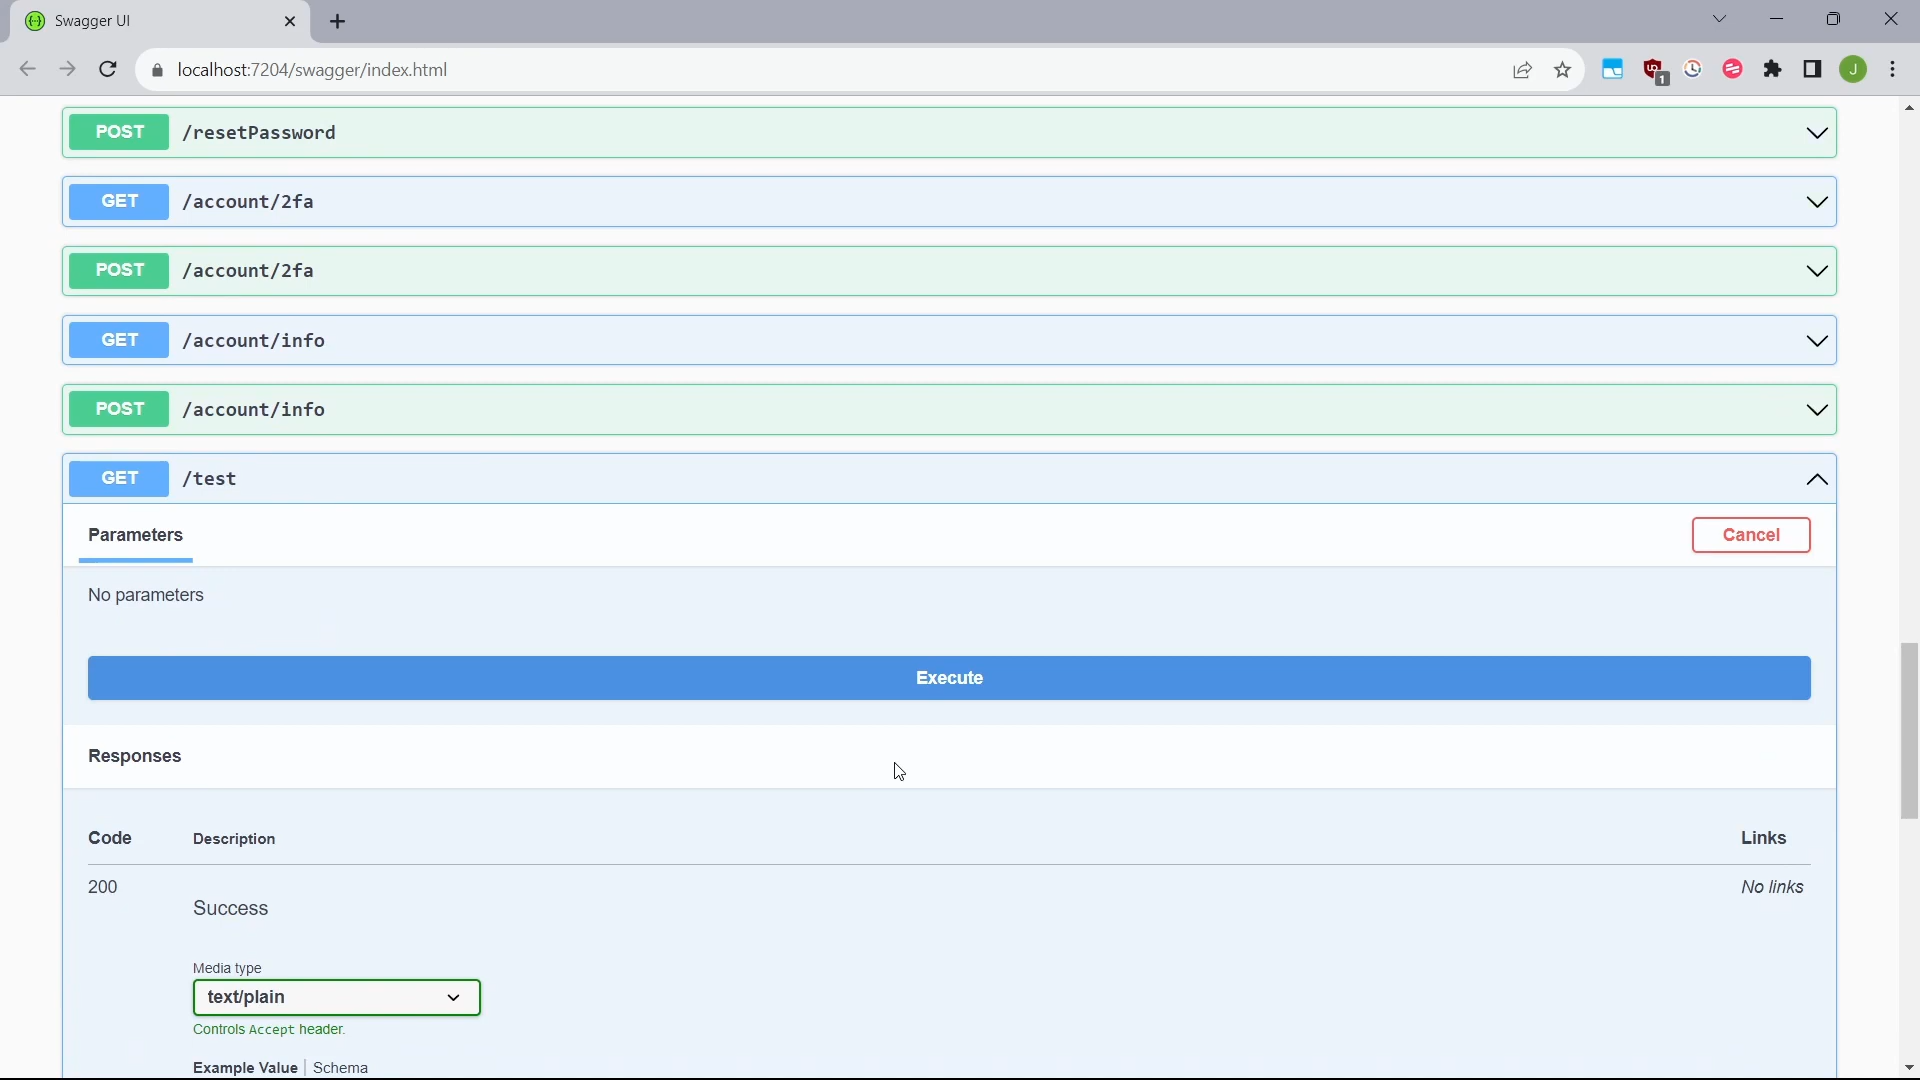 Swagger UI
localhost:7204/swagger/index.html
1
J
POST /resetPassword
GET /account/2fa
POST /account/2fa
GET /account/info
POST /account/info
GET /test
Parameters
Cancel
No parameters
Execute
Responses
Code Description Links
200 No links
Success
Media type
text/plain
Controls Accept header.
Example Value | Schema